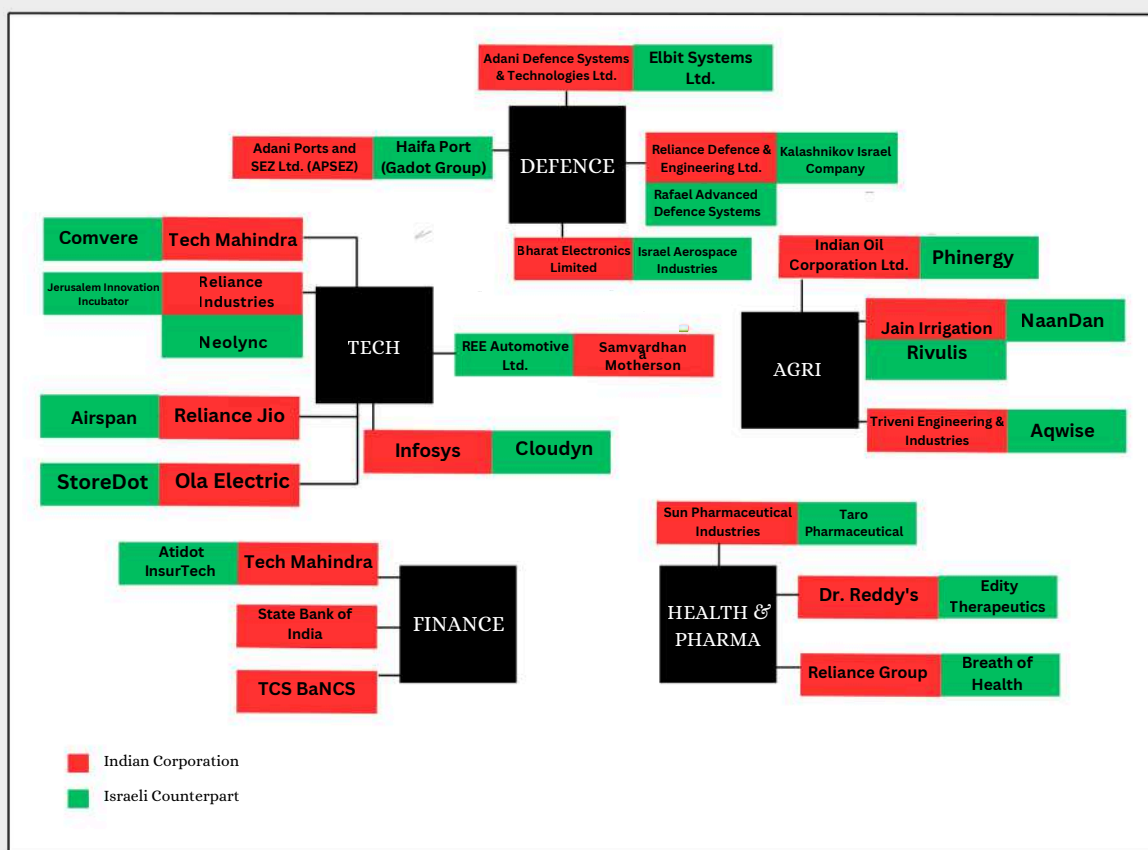 Adani Defence Systems
& Technologies Ltd.
Elbit Systems
Ltd.
Adani Ports and
SEZ Ltd. (APSEZ)
Haifa Port
(Gadot Group)
DEFENCE
Reliance Defence &
Engineering Ltd.
Kalashnikov Israel
Company
Rafael Advanced
Defence Systems
Bharat Electronics
Limited
Israel Aerospace
Industries
Comvere
Tech Mahindra
Jerusalem Innovation
Incubator
Reliance
Industries
Neolync
TECH
REE Automotive
Ltd.
Samvardhan
a
Motherson
Airspan
Reliance Jio
Infosys
Cloudyn
StoreDot
Ola Electric
Indian Oil
Corporation Ltd.
Phinergy
AGRI
Jain Irrigation
NaanDan
Rivulis
Triveni Engineering &
Industries
Aqwise
Atidot
InsurTech
Tech Mahindra
State Bank of
India
TCS BaNCS
FINANCE
Sun Pharmaceutical
Industries
Taro
Pharmaceutical
HEALTH &
PHARMA
Dr. Reddy's
Edity
Therapeutics
Reliance Group
Breath of
Health
Indian Corporation
Israeli Counterpart